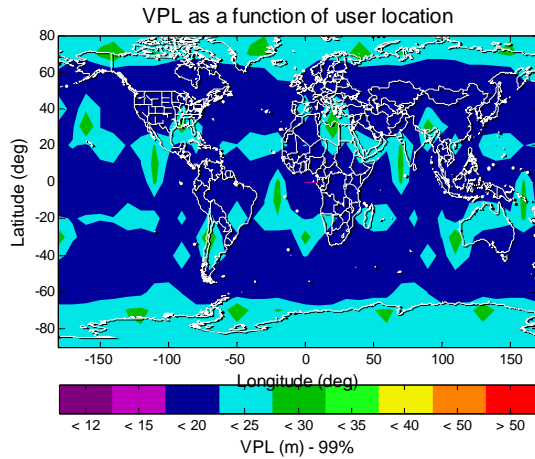 VPL as a function of user location
80
60
40
20
0
-20
-40
-60
-80
Latitude (deg)
-150 -100 -50 0 50 100 150
Longitude (deg)
< 12 < 15 < 20 < 25 < 30 < 35 < 40 < 50 > 50
VPL (m) - 99%